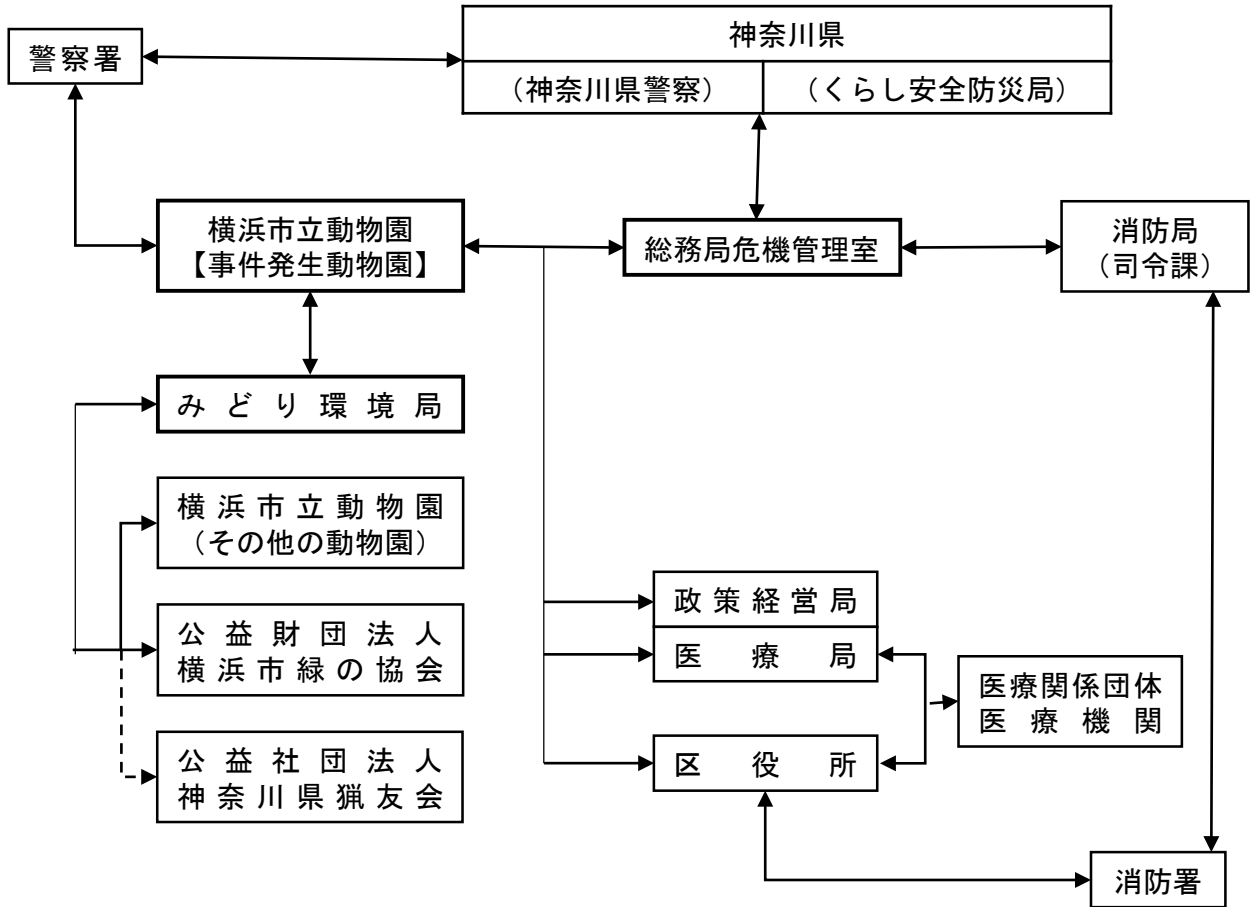 神奈川県
警察署
（神奈川県警察）
（くらし安全防災局）
横浜市立動物園
【事件発生動物園】
総務局危機管理室
消防局
（司令課）
みどり環境局
横浜市立動物園
（その他の動物園）
公益財団法人
横浜市緑の協会
公益社団法人
神奈川県猟友会
政策経営局
医療局
区役所
医療関係団体
医療機関
消防署